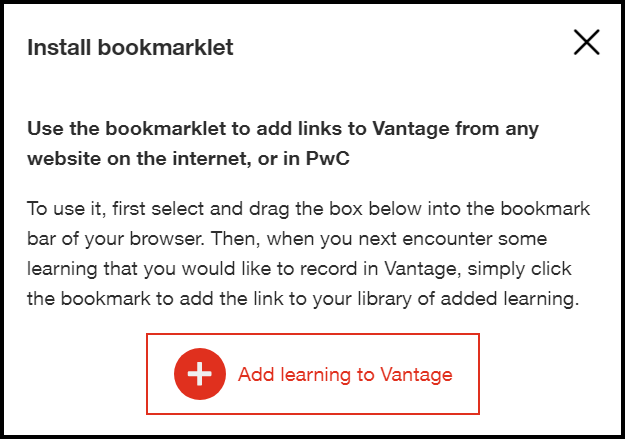 Install bookmarklet
Use the bookmarklet to add links to Vantage from any
website on the internet, or in PwC
To use it, first select and drag the box below into the bookmark
bar of your browser. Then, when you next encounter some
learning that you would like to record in Vantage, simply click
the bookmark to add the link to your library of added learning.
Add learning to Vantage